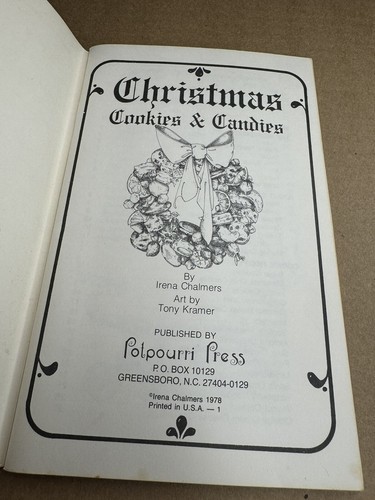 Christmas
Cookies & Candies
By
Irena Chalmers
Art by
Tony Kramer
PUBLISHED BY
Potpourri Press
P.O. BOX 10129
GREENSBORO, N.C. 27404-0129
©Irena Chalmers 1978
Printed in U.S.A. — 1